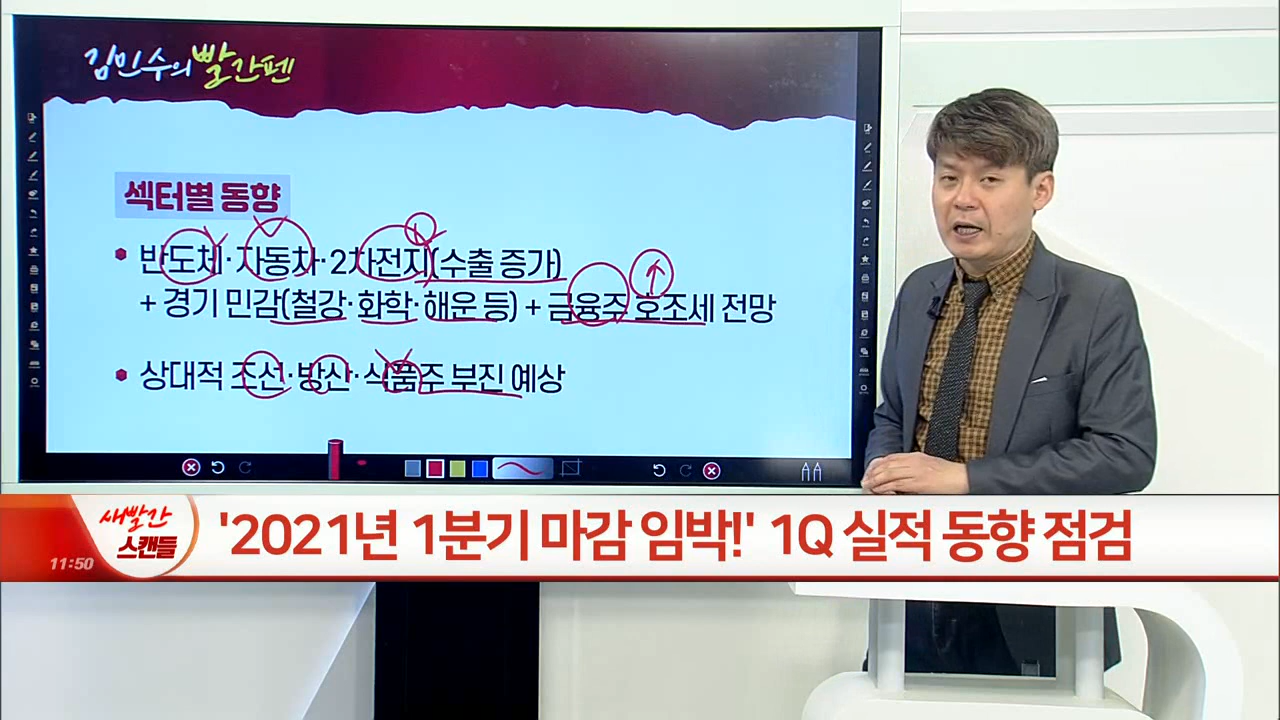 김민수의 빨간펜
섹터별 동향
• 반도체·자동차·2차전지(수출 증가)
+ 경기 민감(철강·화학·해운 등) + 금융주 호조세 전망
• 상대적 조선·방산·식품주 부진 예상
새빨간
스캔들
11:50
'2021년 1분기 마감 임박!' 1Q 실적 동향 점검